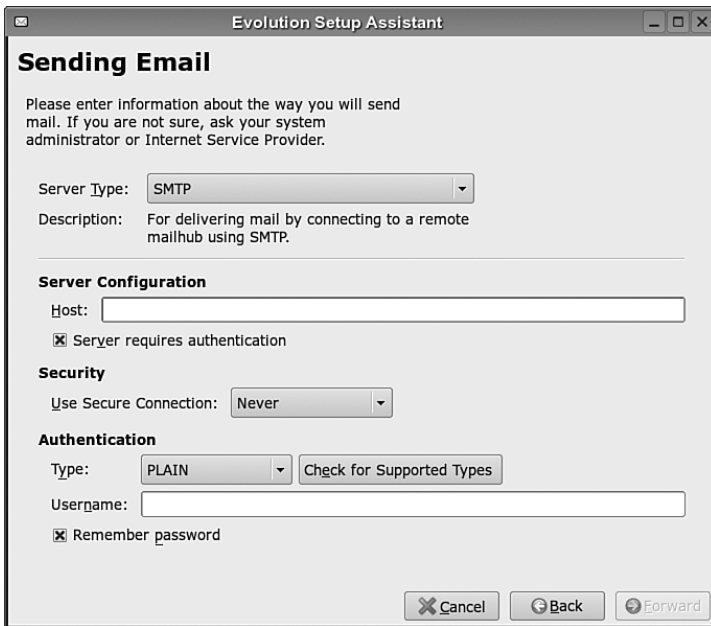 Evolution Setup Assistant
Sending Email
Please enter information about the way you will send
mail. If you are not sure, ask your system
administrator or Internet Service Provider.
Server Type: SMTP
Description: For delivering mail by connecting to a remote
mailhub using SMTP.
Server Configuration
Host:
Server requires authentication
Security
Use Secure Connection: Never
Authentication
Type: PLAIN Check for Supported Types
Username:
Remember password
Cancel Back Forward